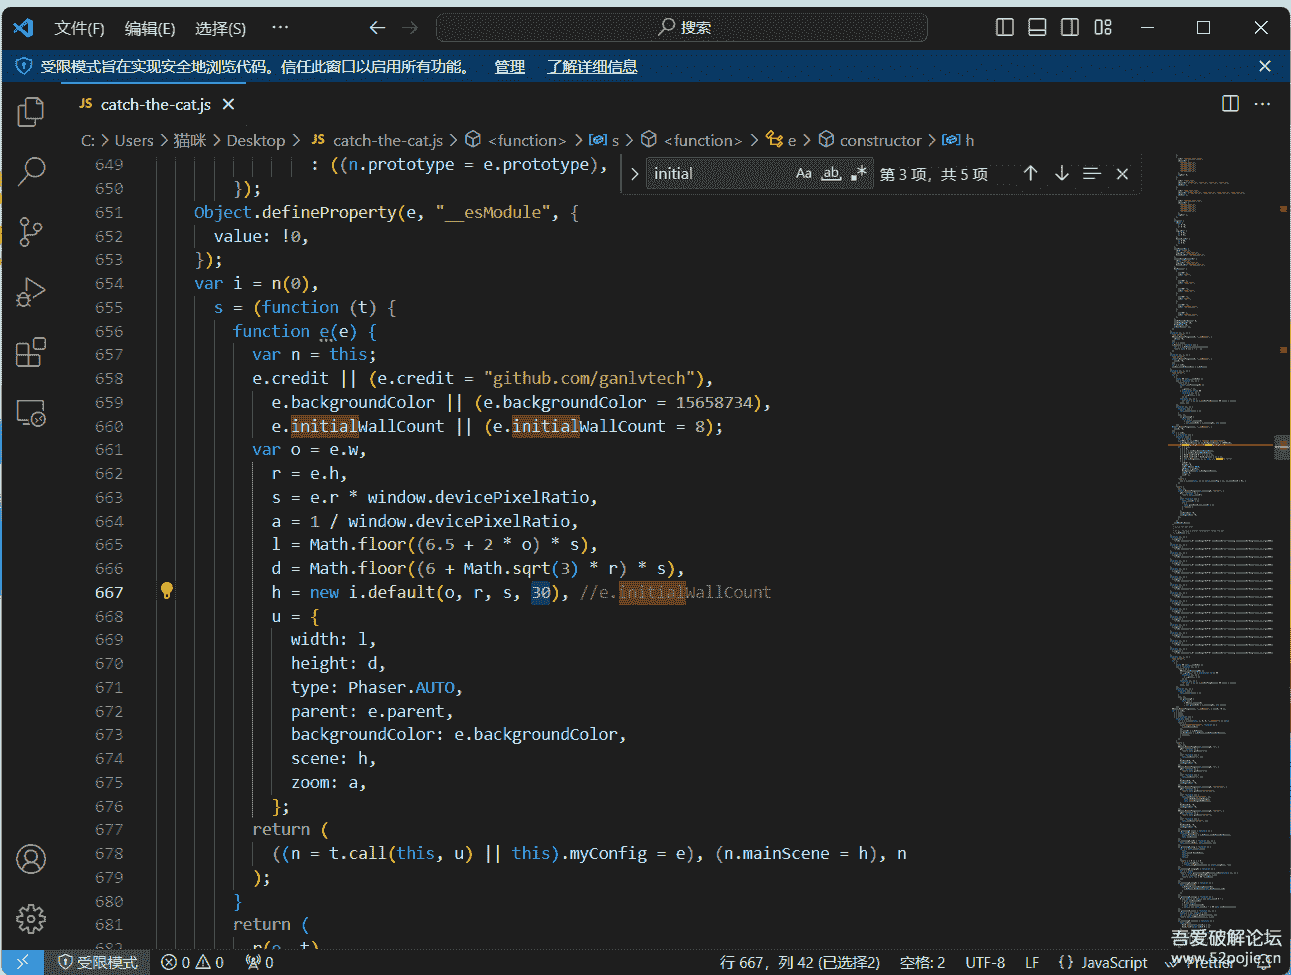 文件(F) 编辑(E) 选择(S) ··· ← → 搜索
受限模式旨在实现安全地浏览代码。信任此窗口以启用所有功能。 管理 了解详细信息
JS catch-the-cat.js
C: > Users > 猫咪 > Desktop > JS catch-the-cat.js > <function> > s > <function> > e > constructor > h
initial Aa ab .* 第 3 项，共 5 项
649 : ((n.prototype = e.prototype),
650 });
651 Object.defineProperty(e, "__esModule", {
652 value: !0,
653 });
654 var i = n(0),
655 s = (function (t) {
656 function e(e) {
657 var n = this;
658 e.credit || (e.credit = "github.com/ganlvtech"),
659 e.backgroundColor || (e.backgroundColor = 15658734),
660 e.initialWallCount || (e.initialWallCount = 8);
661 var o = e.w,
662 r = e.h,
663 s = e.r * window.devicePixelRatio,
664 a = 1 / window.devicePixelRatio,
665 l = Math.floor((6.5 + 2 * o) * s),
666 d = Math.floor((6 + Math.sqrt(3) * r) * s),
667 h = new i.default(o, r, s, 30), //e.initialWallCount
668 u = {
669 width: l,
670 height: d,
671 type: Phaser.AUTO,
672 parent: e.parent,
673 backgroundColor: e.backgroundColor,
674 scene: h,
675 zoom: a,
676 };
677 return (
678 ((n = t.call(this, u) || this).myConfig = e), (n.mainScene = h), n
679 );
680 }
681 return (
682 r(e, t)
吾爱破解论坛
www.52pojie.cn
受限模式 0 0 0 行 667，列 42 (已选择2) 空格: 2 UTF-8 LF {} JavaScript